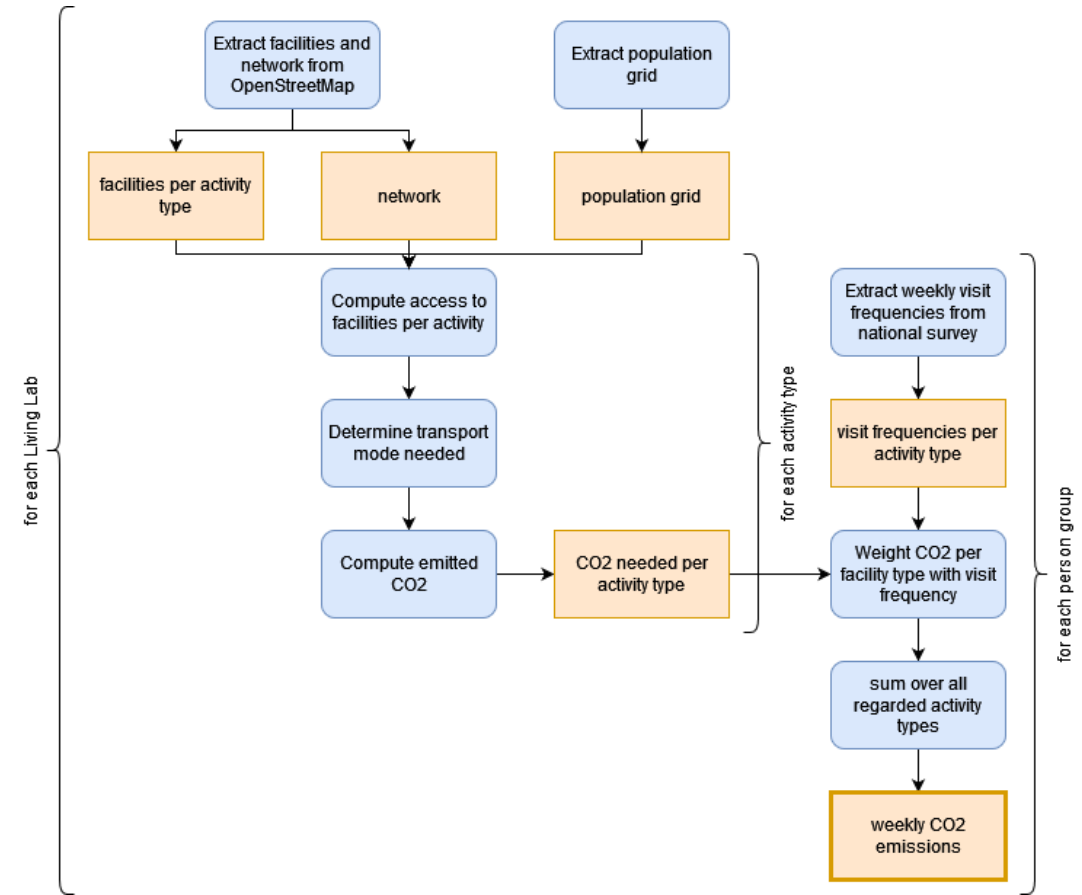 Extract facilities and
network from
OpenStreetMap
Extract population
grid
facilities per activity
type
network
population grid
Compute access to
facilities per activity
Extract weekly visit
frequencies from
national survey
Determine transport
mode needed
visit frequencies per
activity type
Compute emitted
CO2
CO2 needed per
activity type
Weight CO2 per
facility type with visit
frequency
sum over all
regarded activity
types
weekly CO2
emissions
for each Living Lab
for each activity type
for each person group